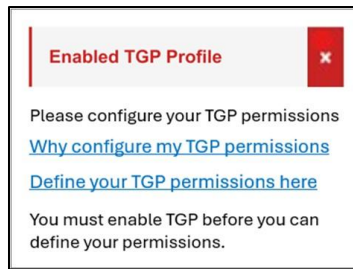 Enabled TGP Profile
×
Please configure your TGP permissions
Why configure my TGP permissions
Define your TGP permissions here
You must enable TGP before you can
define your permissions.